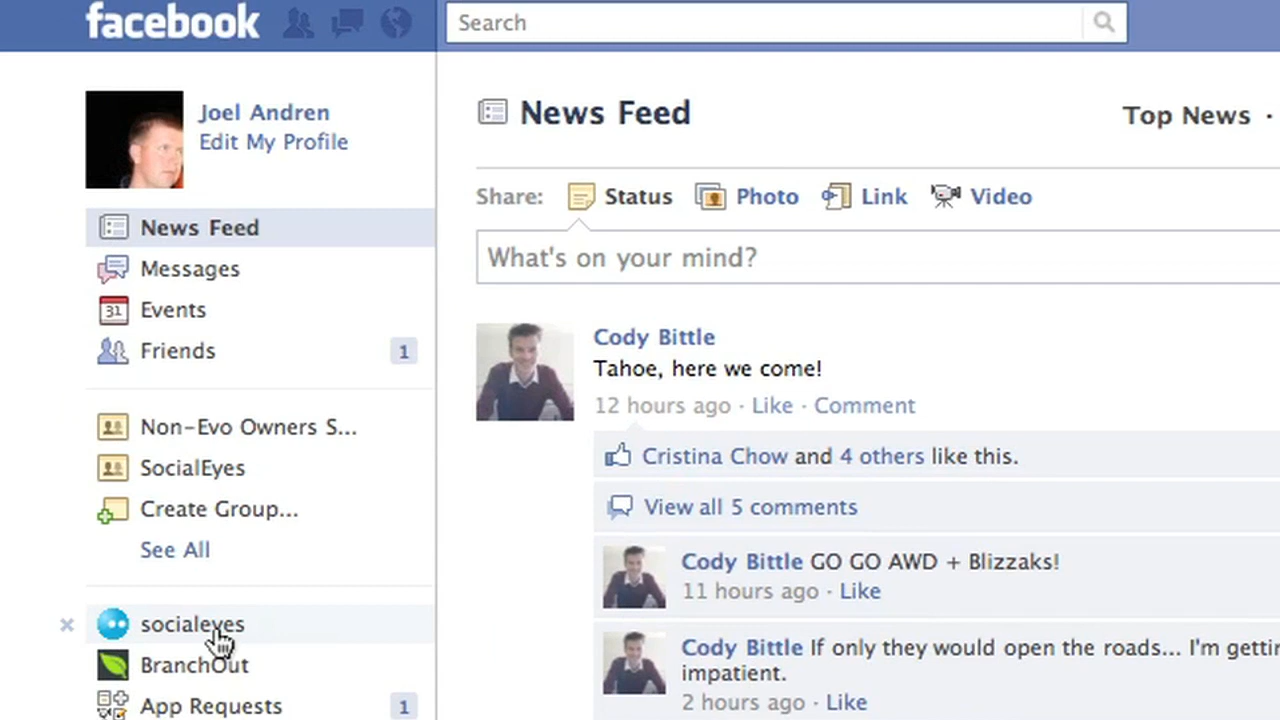 facebook
Search
Joel Andren
Edit My Profile
News Feed
Messages
31
Events
Friends
1
Non-Evo Owners S...
SocialEyes
Create Group...
See All
socialeyes
BranchOut
App Requests
1
News Feed
Top News ·
Share: Status Photo Link Video
What's on your mind?
Cody Bittle
Tahoe, here we come!
12 hours ago · Like · Comment
Cristina Chow and 4 others like this.
View all 5 comments
Cody Bittle GO GO AWD + Blizzaks!
11 hours ago · Like
Cody Bittle If only they would open the roads... I'm getti
impatient.
2 hours ago · Like